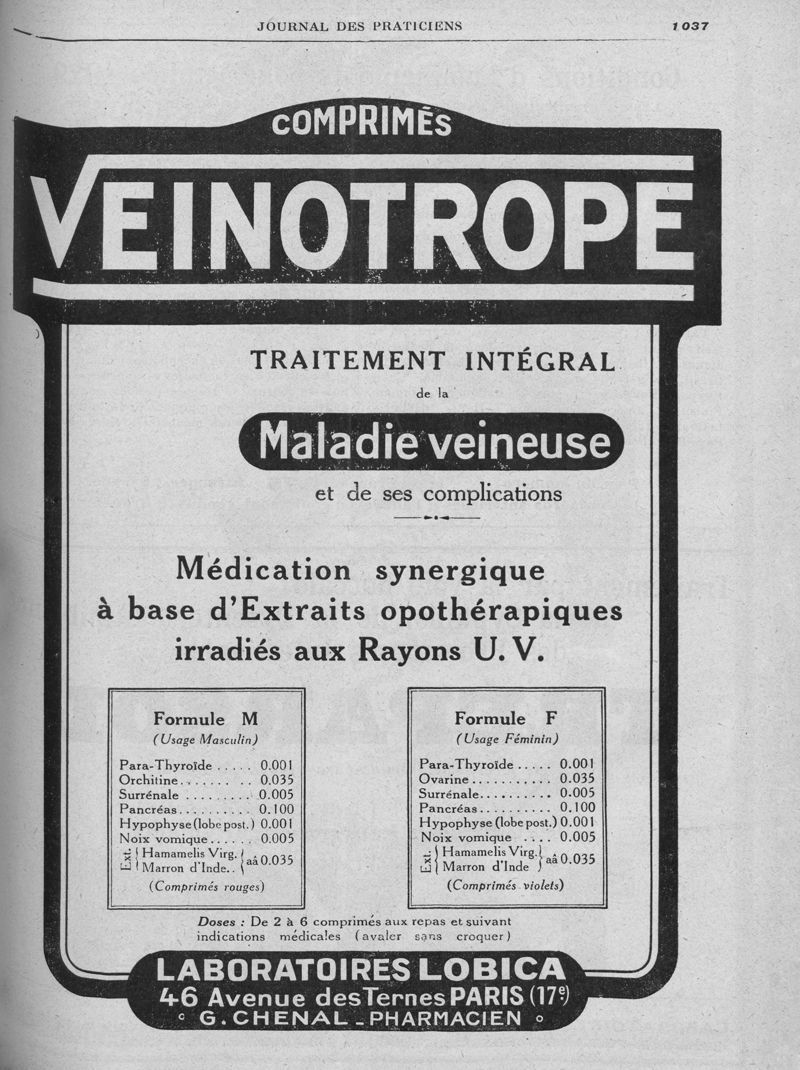 JOURNAL DES PRATICIENS 1037
COMPRIMÉS
VEINOTROPE
TRAITEMENT INTÉGRAL
de la
Maladie veineuse
et de ses complications
Médication synergique
à base d'Extraits opothérapiques
irradiés aux Rayons U. V.
Formule M
(Usage Masculin)
Para-Thyroïde ..... 0.001
Orchitine......... 0.035
Surrénale ......... 0.005
Pancréas.......... 0.100
Hypophyse (lobe post.) 0.001
Noix vomique...... 0.005
Ext. { Hamamelis Virg. } aâ 0.035
Marron d'Inde..
(Comprimés rouges)
Formule F
(Usage Féminin)
Para-Thyroïde ..... 0.001
Ovarine........... 0.035
Surrénale.......... 0.005
Pancréas.......... 0.100
Hypophyse (lobe post.) 0.001
Noix vomique .... 0.005
Ext. { Hamamelis Virg. } aâ 0.035
Marron d'Inde
(Comprimés violets)
Doses : De 2 à 6 comprimés aux repas et suivant
indications médicales (avaler sans croquer)
LABORATOIRES LOBICA
46 Avenue des Ternes PARIS (17e)
G. CHENAL - PHARMACIEN